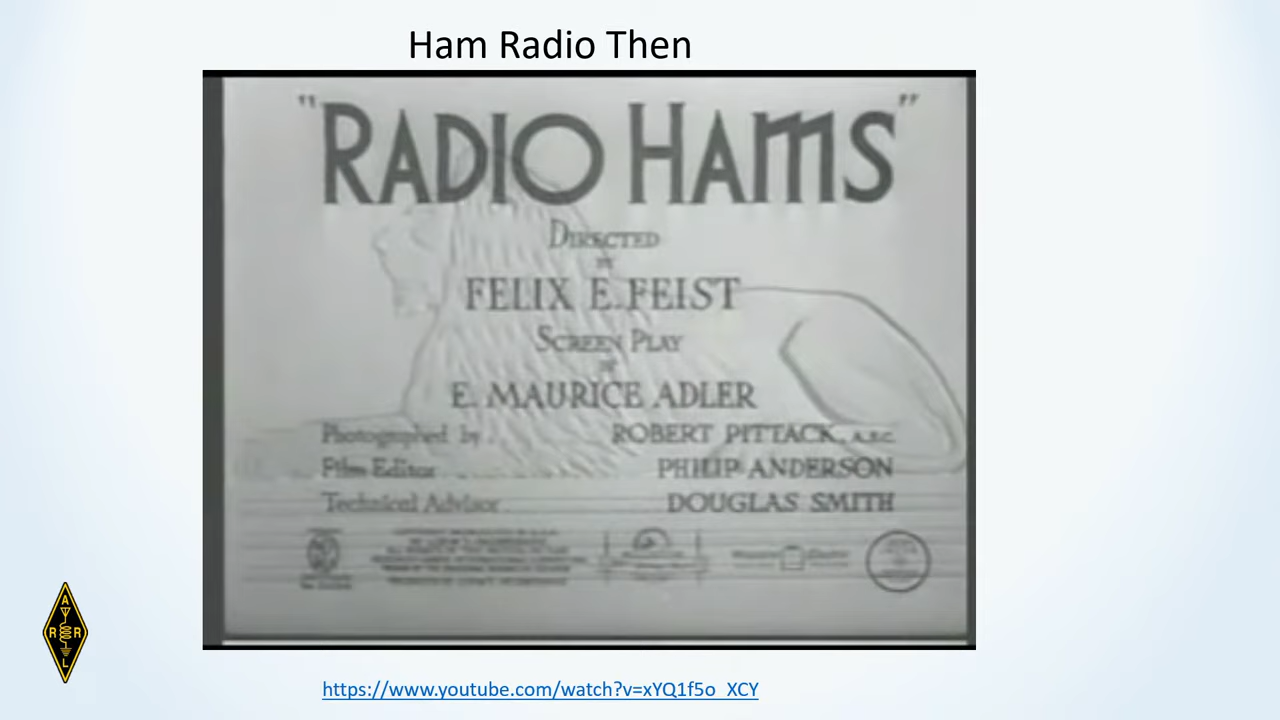 Ham Radio Then
"RADIO HAMS"
DIRECTED
BY
FELIX E. FEIST
SCREEN PLAY
BY
E. MAURICE ADLER
Photographed by . ROBERT PITTACK, A.S.C.
Film Editor PHILIP ANDERSON
Technical Advisor DOUGLAS SMITH
A
R R
L
https://www.youtube.com/watch?v=xYQ1f5o_XCY